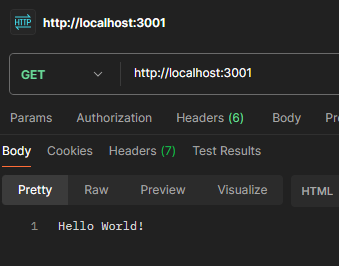 HTTP http://localhost:3001
GET http://localhost:3001
Params Authorization Headers (6) Body Pr
Body Cookies Headers (7) Test Results
Pretty Raw Preview Visualize HTML
1 Hello World!